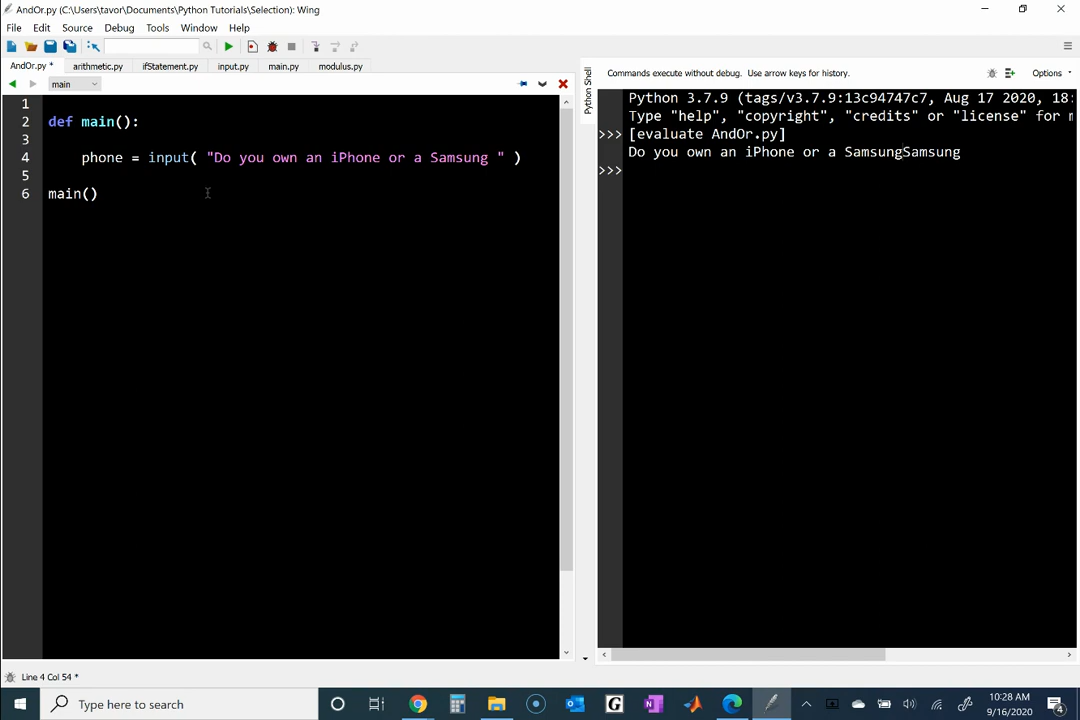 AndOr.py (C:\Users\tavor\Documents\Python Tutorials\Selection): Wing
File Edit Source Debug Tools Window Help
AndOr.py * arithmetic.py ifStatement.py input.py main.py modulus.py
main
1
2 def main():
3
4 phone = input( "Do you own an iPhone or a Samsung " )
5
6 main()
Line 4 Col 54 *
Python Shell
Commands execute without debug. Use arrow keys for history.
Options
Python 3.7.9 (tags/v3.7.9:13c94747c7, Aug 17 2020, 18:
Type "help", "copyright", "credits" or "license" for m
>>> [evaluate AndOr.py]
Do you own an iPhone or a SamsungSamsung
>>>
Type here to search
G
N
10:28 AM
9/16/2020
4